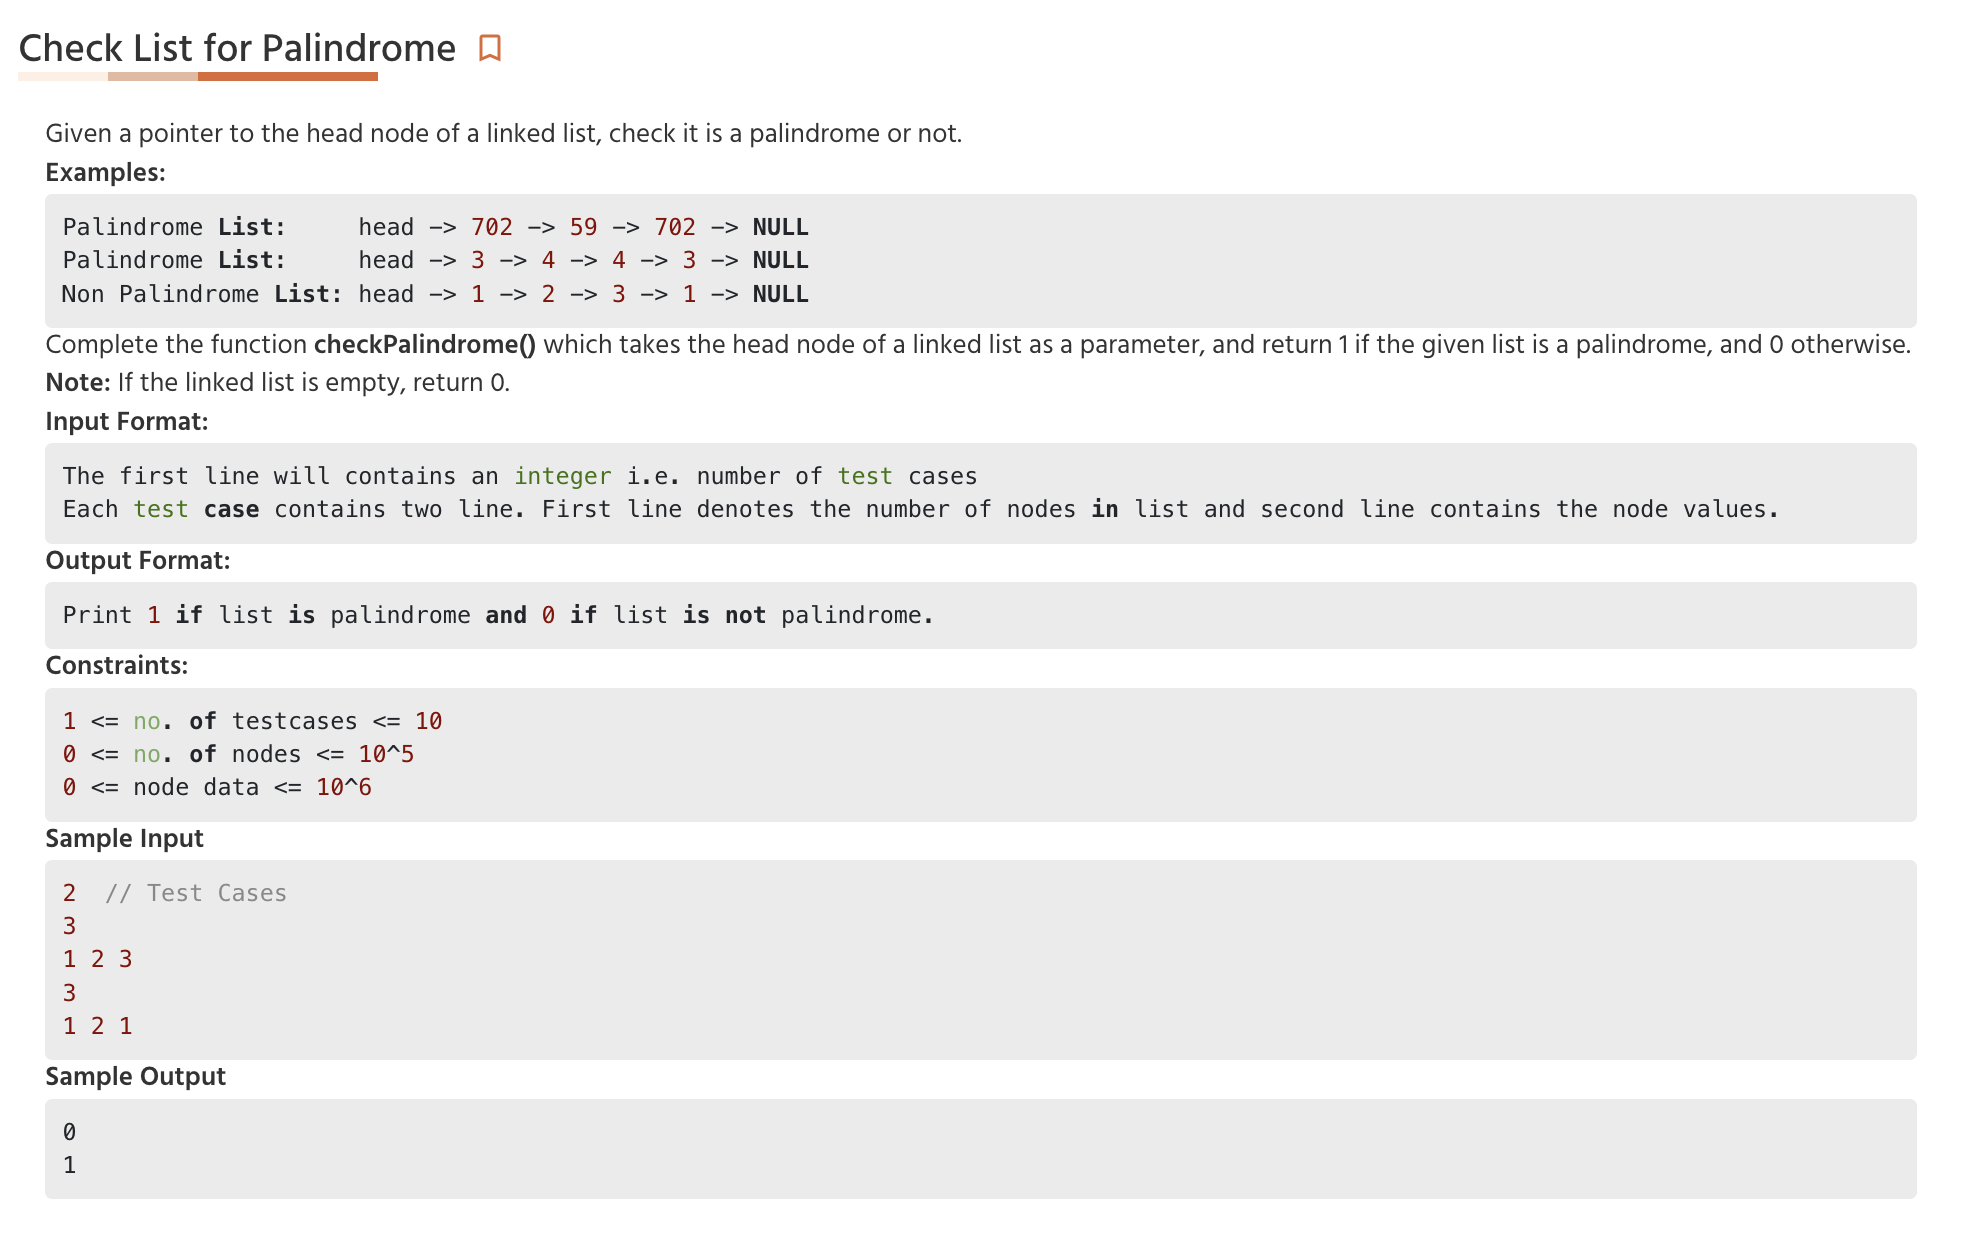 Check List for Palindrome
Given a pointer to the head node of a linked list, check it is a palindrome or not.
Examples:
Palindrome List:     head -> 702 -> 59 -> 702 -> NULL
Palindrome List:     head -> 3 -> 4 -> 4 -> 3 -> NULL
Non Palindrome List: head -> 1 -> 2 -> 3 -> 1 -> NULL
Complete the function checkPalindrome() which takes the head node of a linked list as a parameter, and return 1 if the given list is a palindrome, and 0 otherwise.
Note: If the linked list is empty, return 0.
Input Format:
The first line will contains an integer i.e. number of test cases
Each test case contains two line. First line denotes the number of nodes in list and second line contains the node values.
Output Format:
Print 1 if list is palindrome and 0 if list is not palindrome.
Constraints:
1 <= no. of testcases <= 10
0 <= no. of nodes <= 10^5
0 <= node data <= 10^6
Sample Input
2  // Test Cases
3
1 2 3
3
1 2 1
Sample Output
0
1